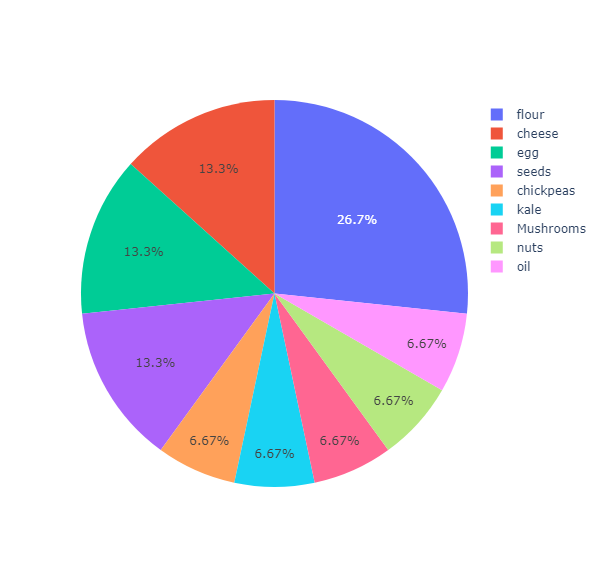 flour
cheese
egg
seeds
chickpeas
kale
Mushrooms
nuts
oil
13.3%
26.7%
13.3%
13.3%
6.67%
6.67%
6.67%
6.67%
6.67%